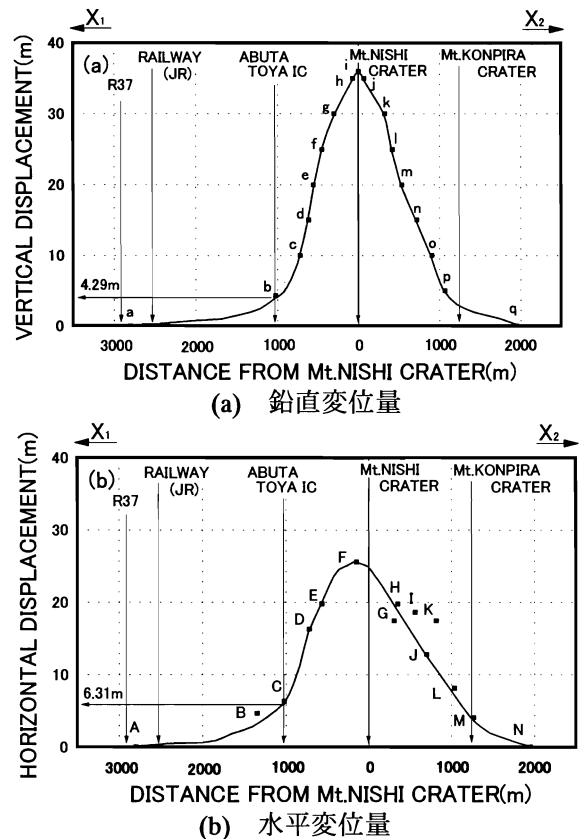 X₁ X₂
40
(a)
RAILWAY
(JR)
R37
ABUTA
TOYA IC
Mt.NISHI
CRATER
Mt.KONPIRA
CRATER
i
h
j
g
k
30
f
l
e
m
20
d
n
c
o
10
b
p
4.29m
a
q
0
3000 2000 1000 0 1000 2000
VERTICAL DISPLACEMENT(m)
DISTANCE FROM Mt.NISHI CRATER(m)
(a) 鉛直変位量
X₁ X₂
40
(b)
RAILWAY
(JR)
R37
ABUTA
TOYA IC
Mt.NISHI
CRATER
Mt.KONPIRA
CRATER
30
F
E
H
I
20
G
K
D
J
10
C
L
6.31m
B
M
A
N
0
3000 2000 1000 0 1000 2000
HORIZONTAL DISPLACEMENT(m)
DISTANCE FROM Mt.NISHI CRATER(m)
(b) 水平変位量